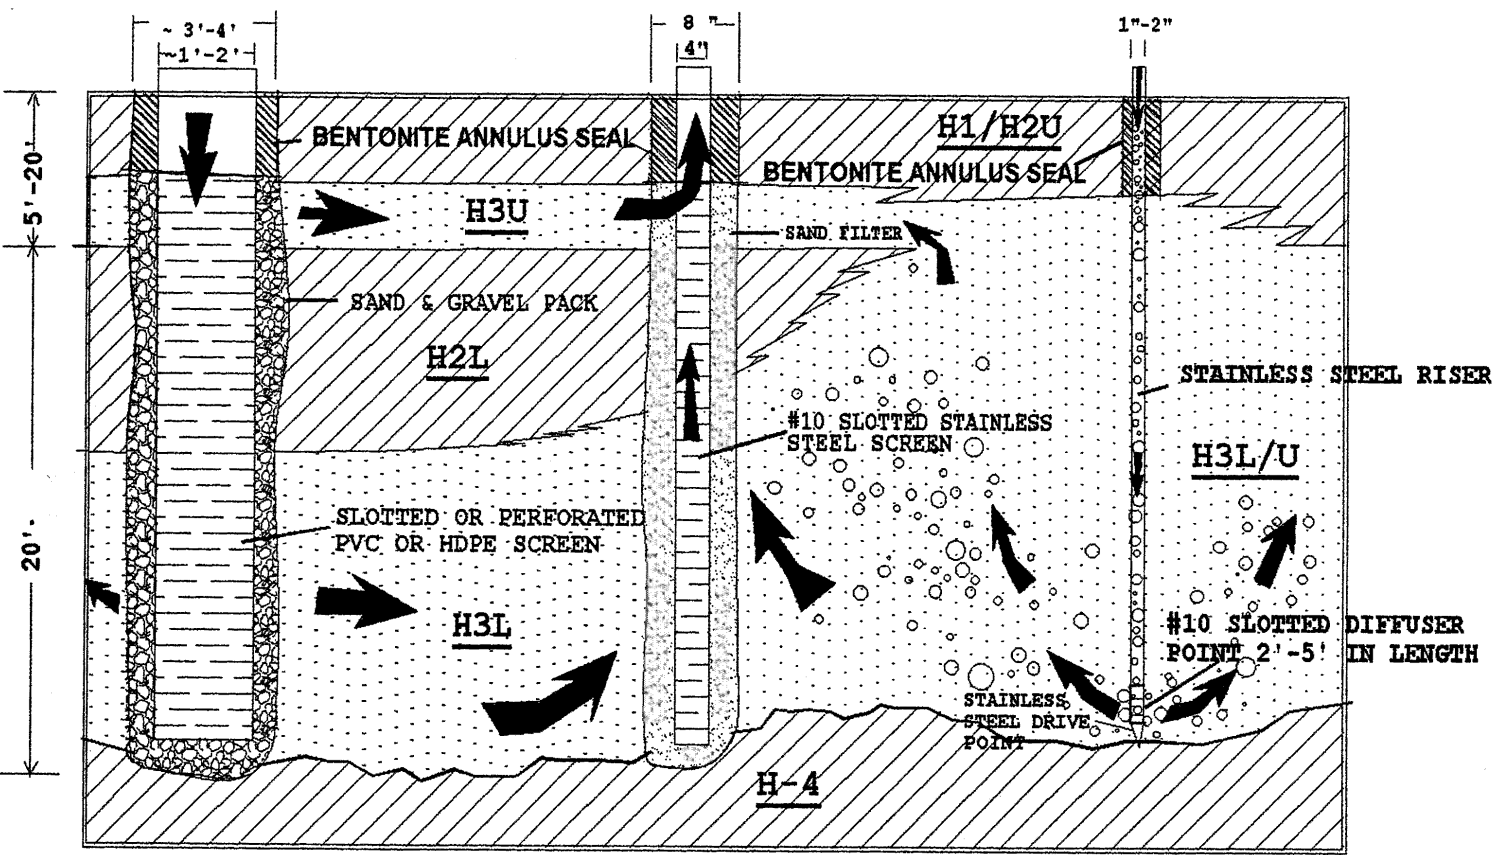 ~ 3'-4'
~1'-2'
8 "
4"
1"-2"
5'-20'
20'
BENTONITE ANNULUS SEAL
H1/H2U
BENTONITE ANNULUS SEAL
H3U
SAND FILTER
SAND & GRAVEL PACK
H2L
STAINLESS STEEL RISER
#10 SLOTTED STAINLESS
STEEL SCREEN
H3L/U
SLOTTED OR PERFORATED
PVC OR HDPE SCREEN
H3L
#10 SLOTTED DIFFUSER
POINT 2'-5' IN LENGTH
STAINLESS
STEEL DRIVE
POINT
H-4